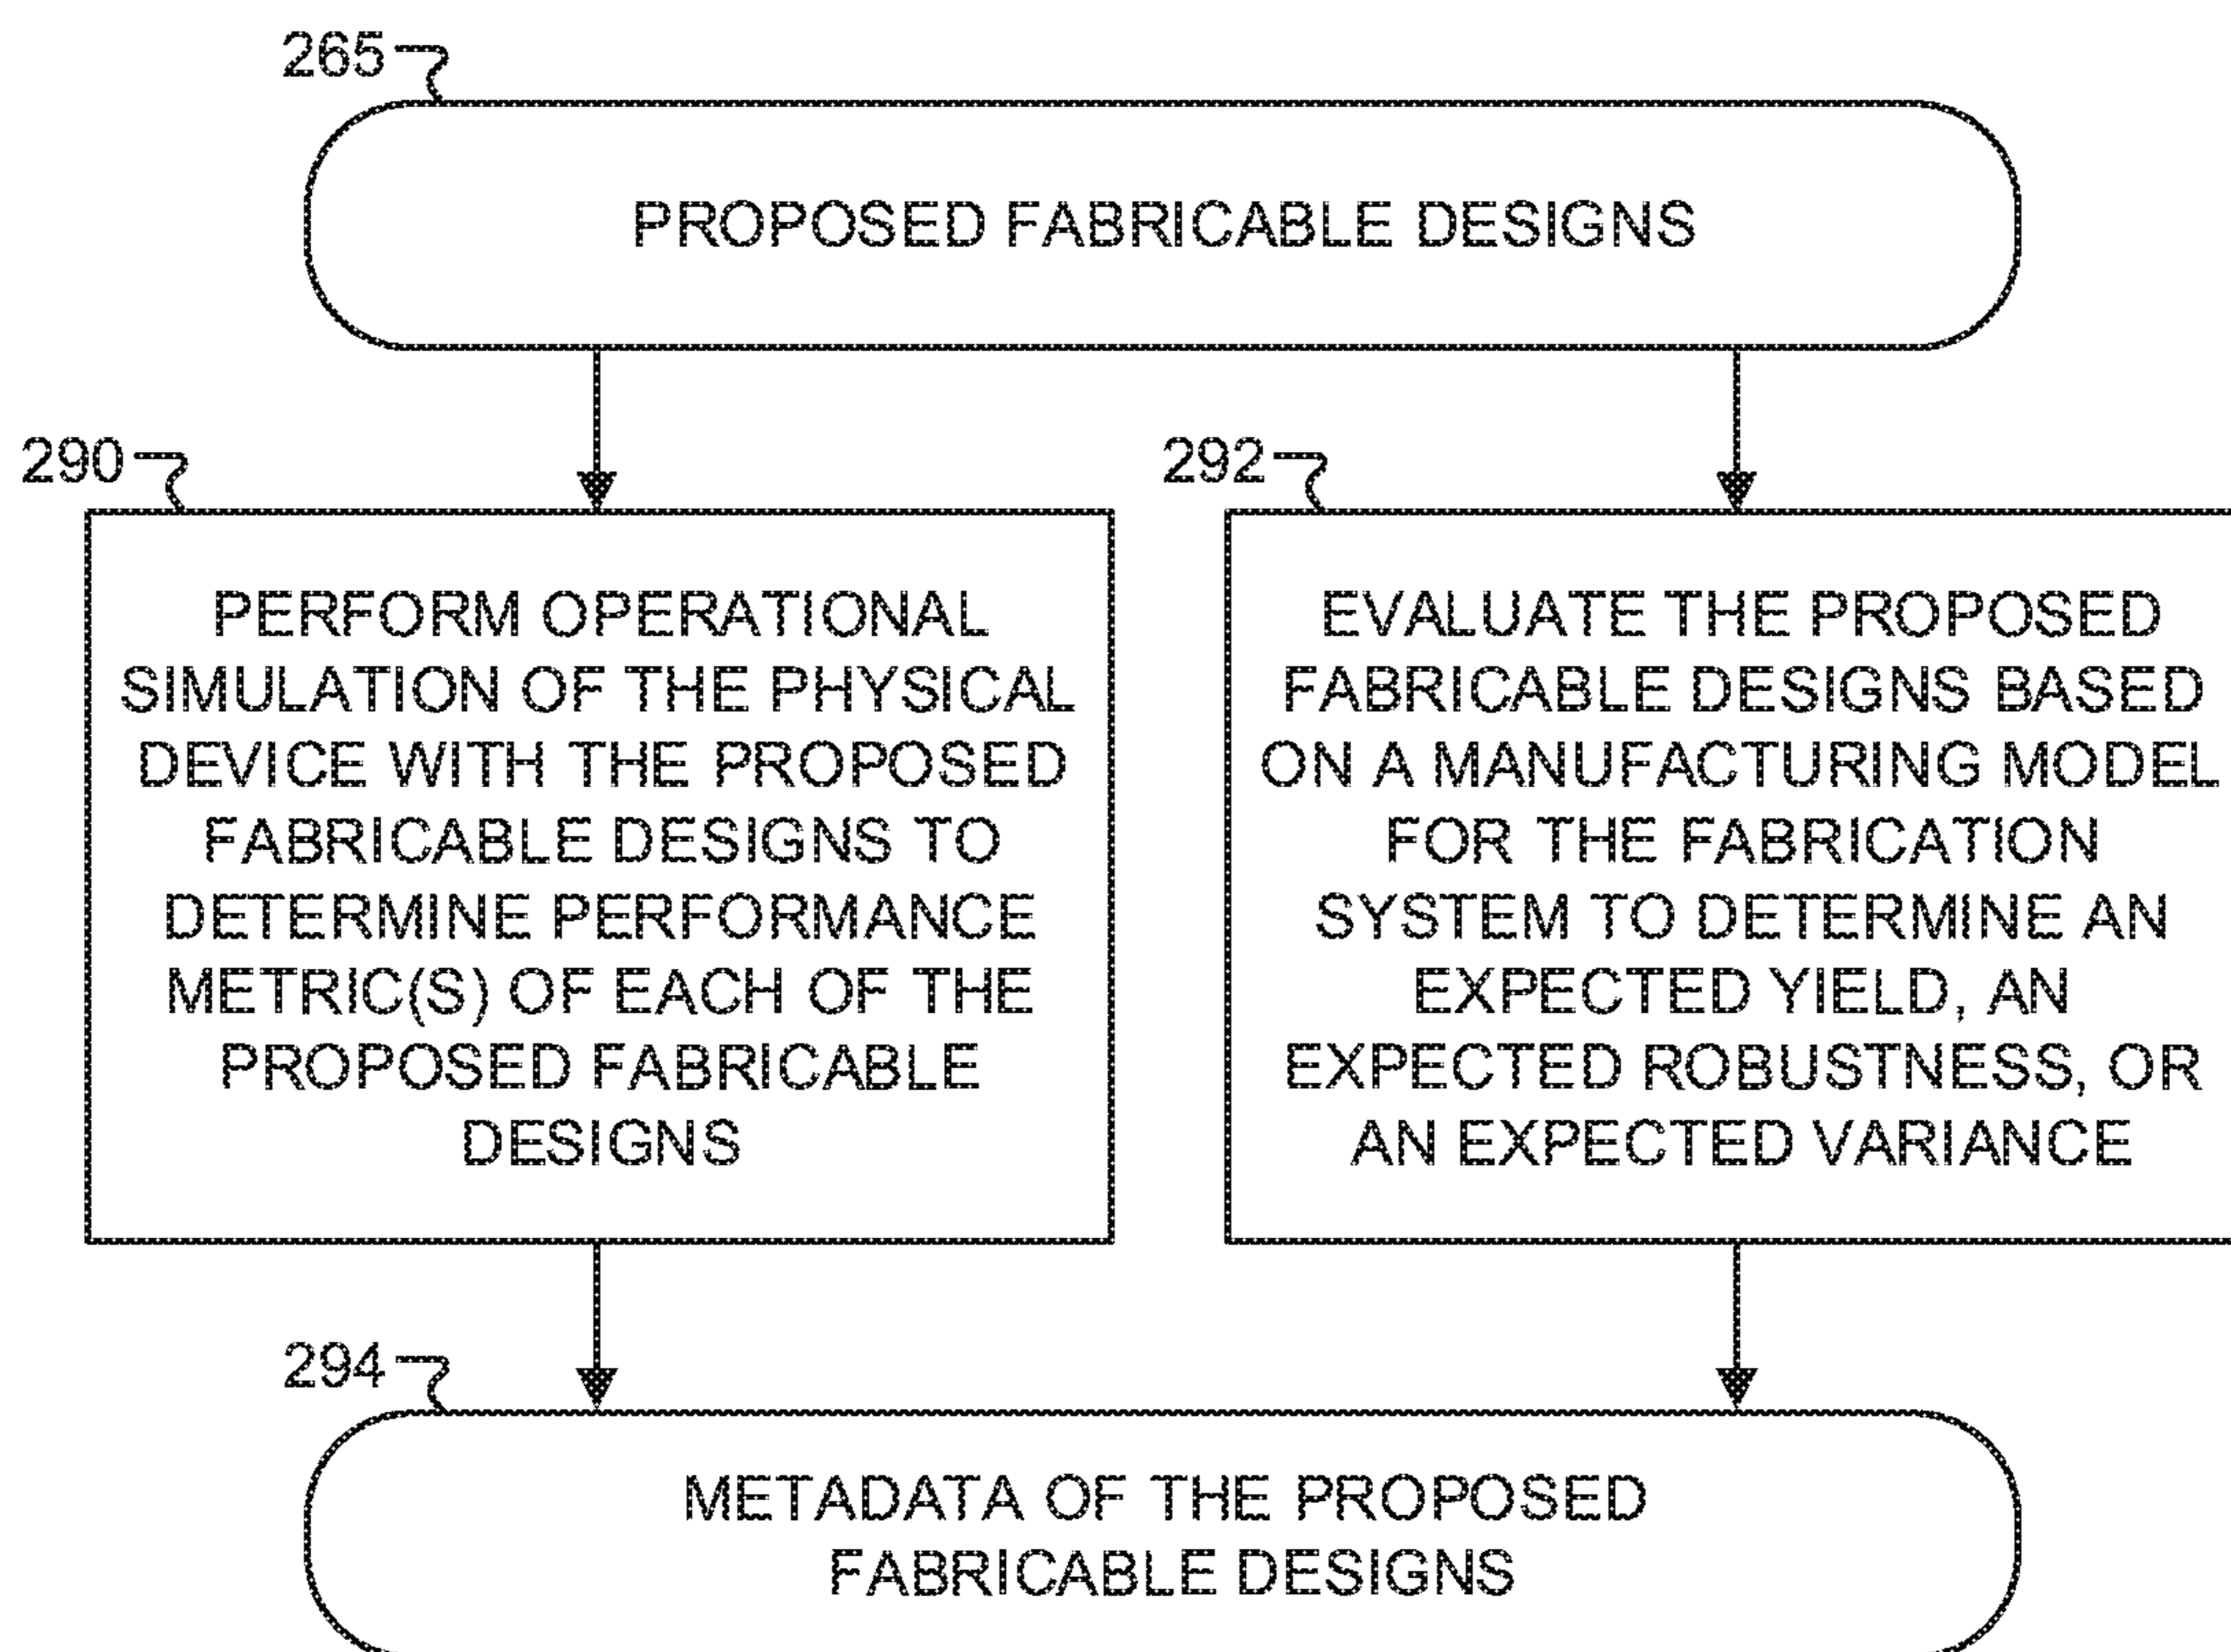 265
PROPOSED FABRICABLE DESIGNS
290
PERFORM OPERATIONAL
SIMULATION OF THE PHYSICAL
DEVICE WITH THE PROPOSED
FABRICABLE DESIGNS TO
DETERMINE PERFORMANCE
METRIC(S) OF EACH OF THE
PROPOSED FABRICABLE
DESIGNS
292
EVALUATE THE PROPOSED
FABRICABLE DESIGNS BASED
ON A MANUFACTURING MODEL
FOR THE FABRICATION
SYSTEM TO DETERMINE AN
EXPECTED YIELD, AN
EXPECTED ROBUSTNESS, OR
AN EXPECTED VARIANCE
294
METADATA OF THE PROPOSED
FABRICABLE DESIGNS